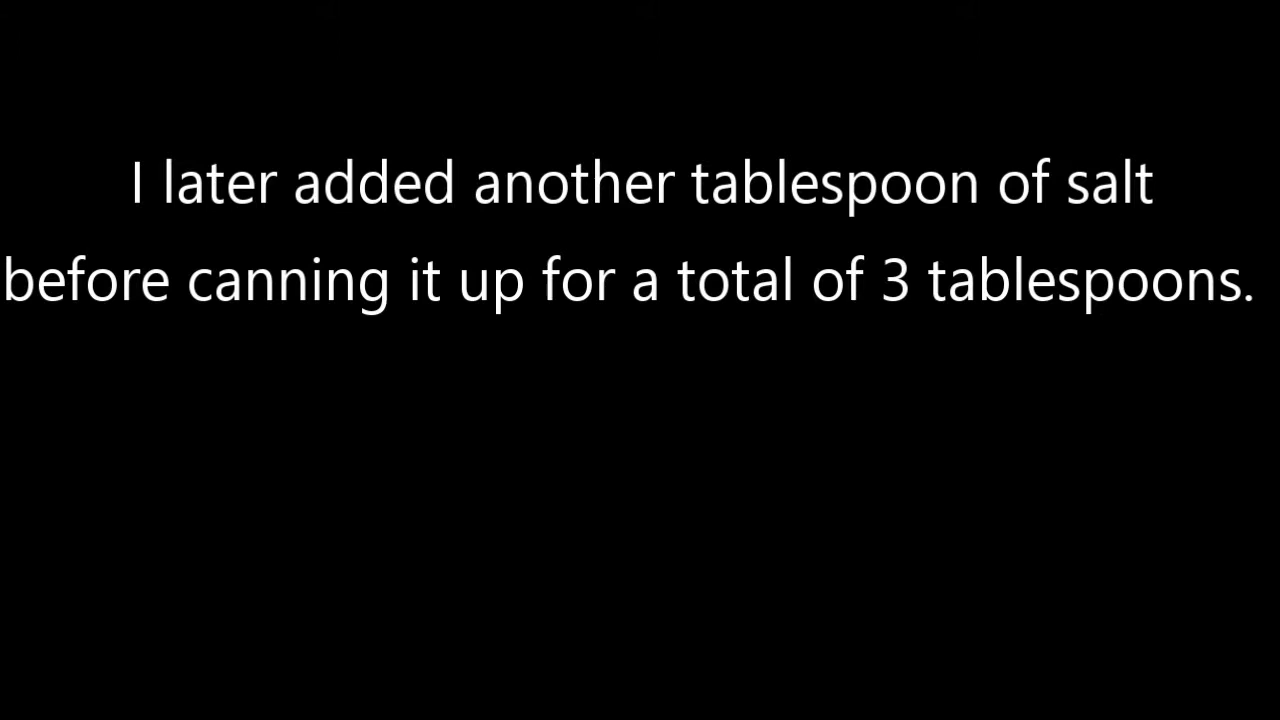 I later added another tablespoon of salt
before canning it up for a total of 3 tablespoons.